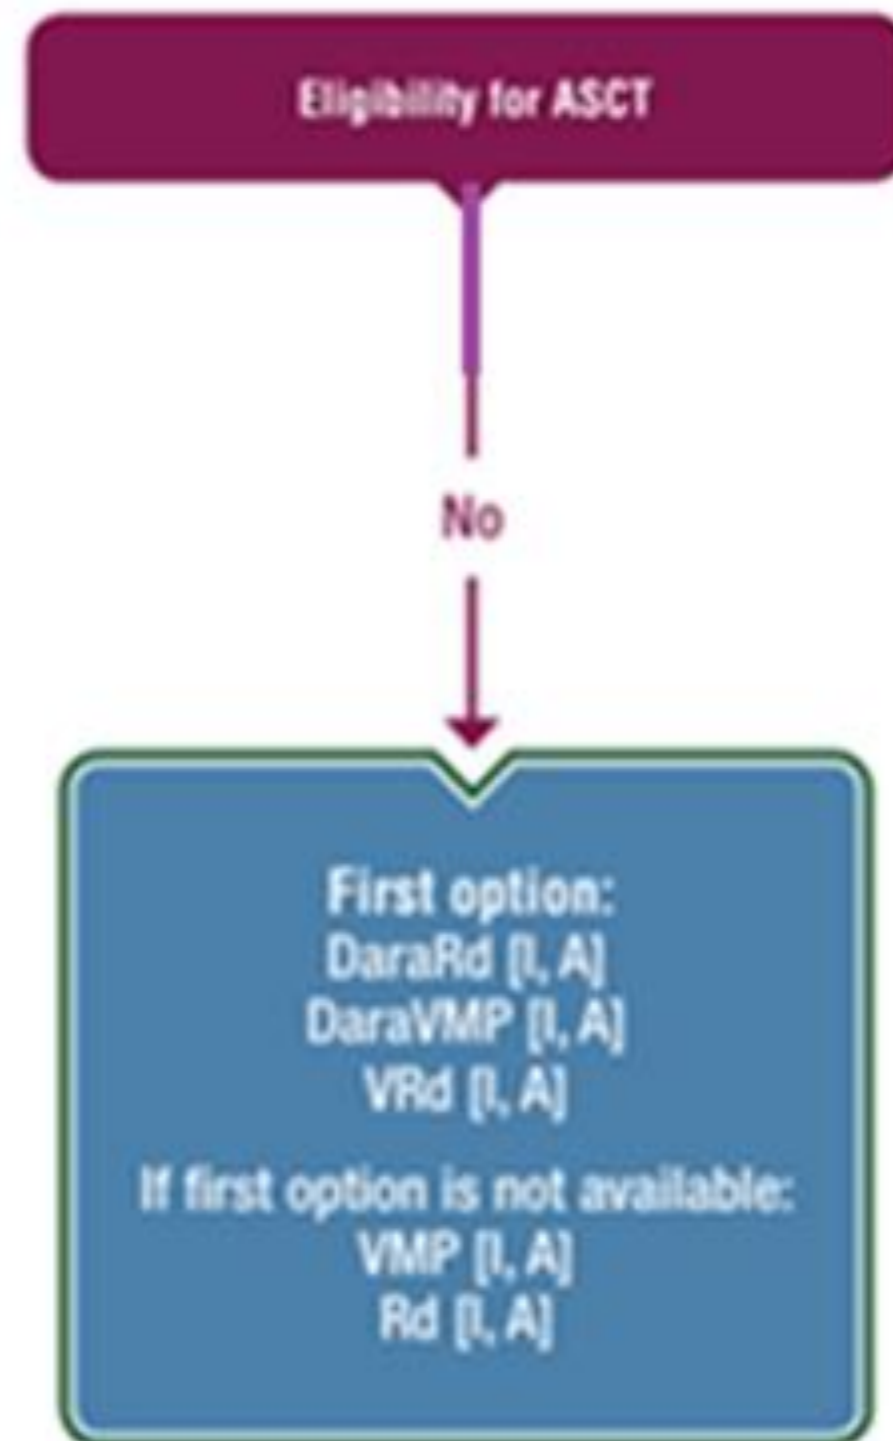 Eligibility for ASCT
No
First option:
DaraRd [I, A]
DaraVMP [I, A]
VRd [I, A]
If first option is not available:
VMP [I, A]
Rd [I, A]